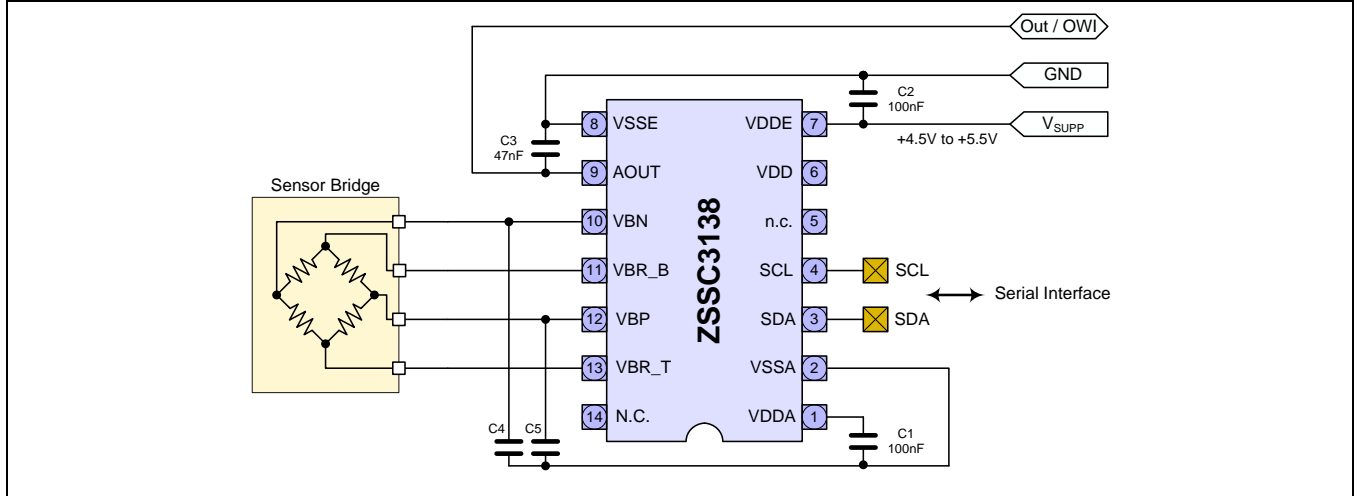 Out / OWI
GND
C2
100nF
VSUPP
+4.5V to +5.5V
C3
47nF
8 VSSE
VDDE 7
9 AOUT
VDD 6
Sensor Bridge
10 VBN
n.c. 5
ZSSC3138
11 VBR_B
SCL 4
SCL
Serial Interface
12 VBP
SDA 3
SDA
13 VBR_T
VSSA 2
14 N.C.
VDDA 1
C4
C5
C1
100nF